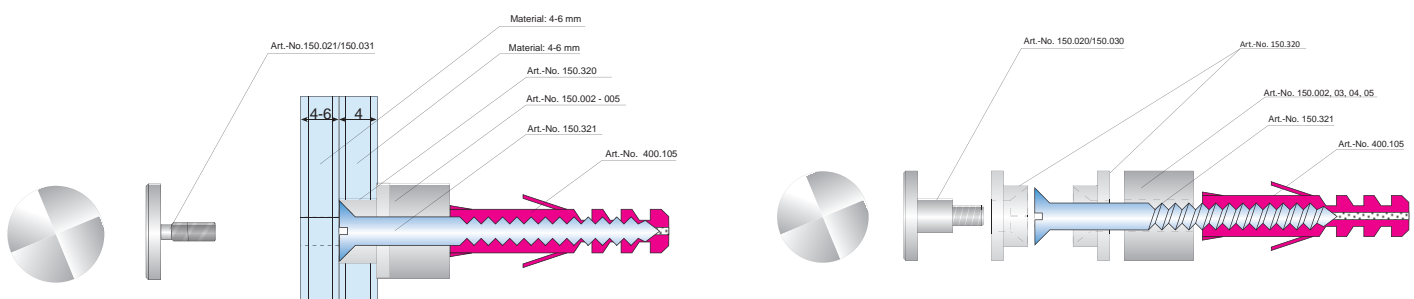 Material: 4-6 mm
Art.-No.150.021/150.031
Material: 4-6 mm
Art.-No. 150.320
Art.-No. 150.002 - 005
Art.-No. 150.321
Art.-No. 400.105
4-6
4
Art.-No. 150.020/150.030
Art.-No. 150.320
Art.-No. 150.002, 03, 04, 05
Art.-No. 150.321
Art.-No. 400.105